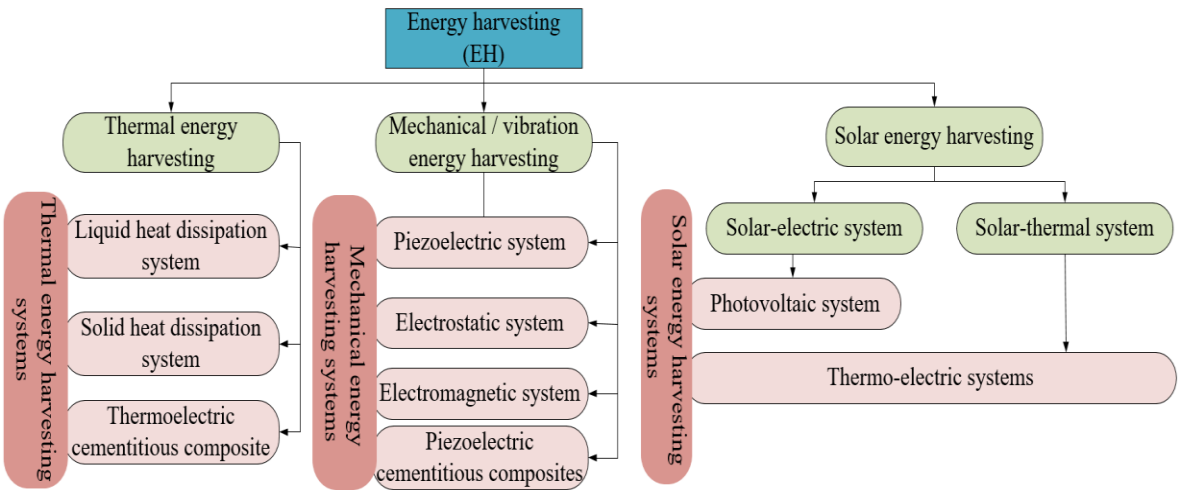 Energy harvesting
(EH)
Thermal energy
harvesting
Mechanical / vibration
energy harvesting
Solar energy harvesting
Thermal energy harvesting
systems
Liquid heat dissipation
system
Solid heat dissipation
system
Thermoelectric
cementitious composite
Mechanical energy
harvesting systems
Piezoelectric system
Electrostatic system
Electromagnetic system
Piezoelectric
cementitious composites
Solar energy harvesting
systems
Solar-electric system
Solar-thermal system
Photovoltaic system
Thermo-electric systems